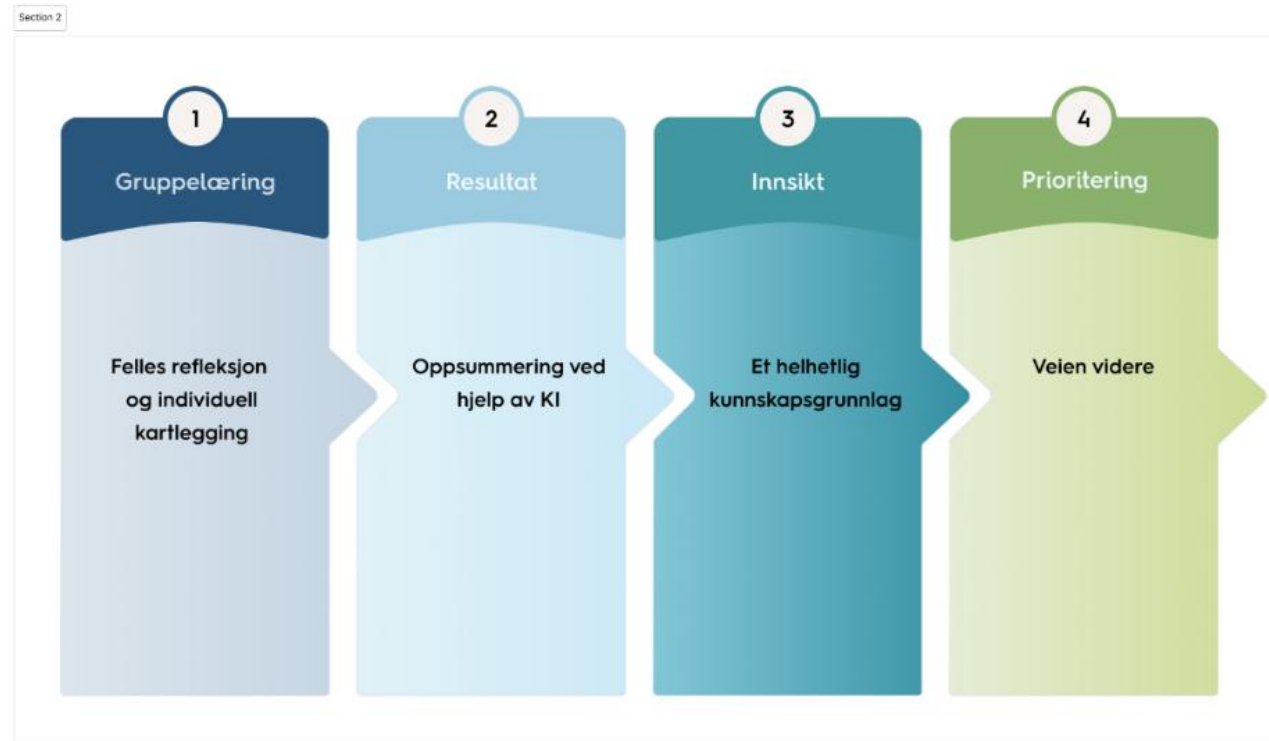 Section 2
1
Gruppelæring
Felles refleksjon
og individuell
kartlegging
2
Resultat
Oppsummering ved
hjelp av KI
3
Innsikt
Et helhetlig
kunnskapsgrunnlag
4
Prioritering
Veien videre